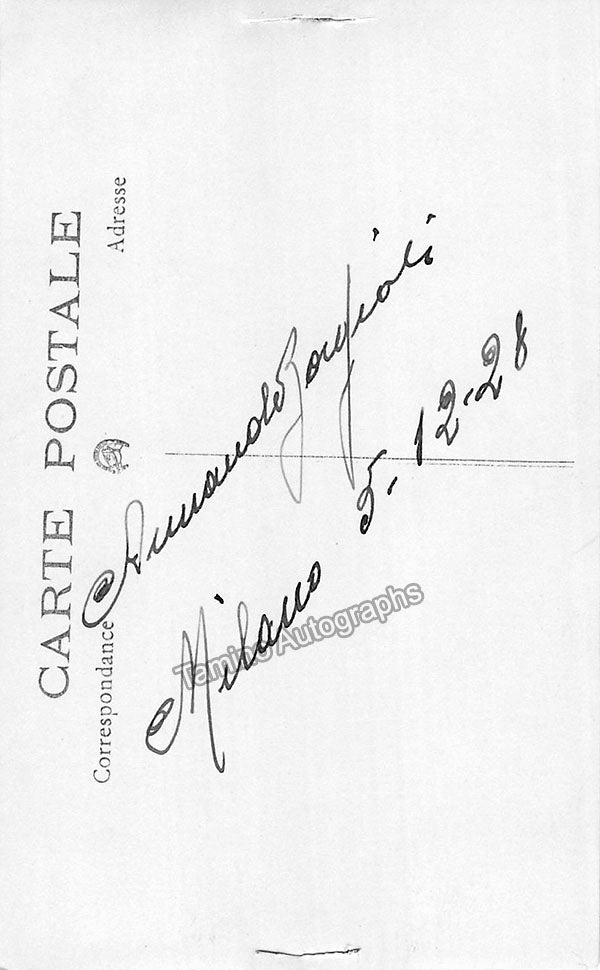 CARTE POSTALE
Correspondance
Adresse
Armando Borgioli
Milano 5-12-28
Tamino Autographs